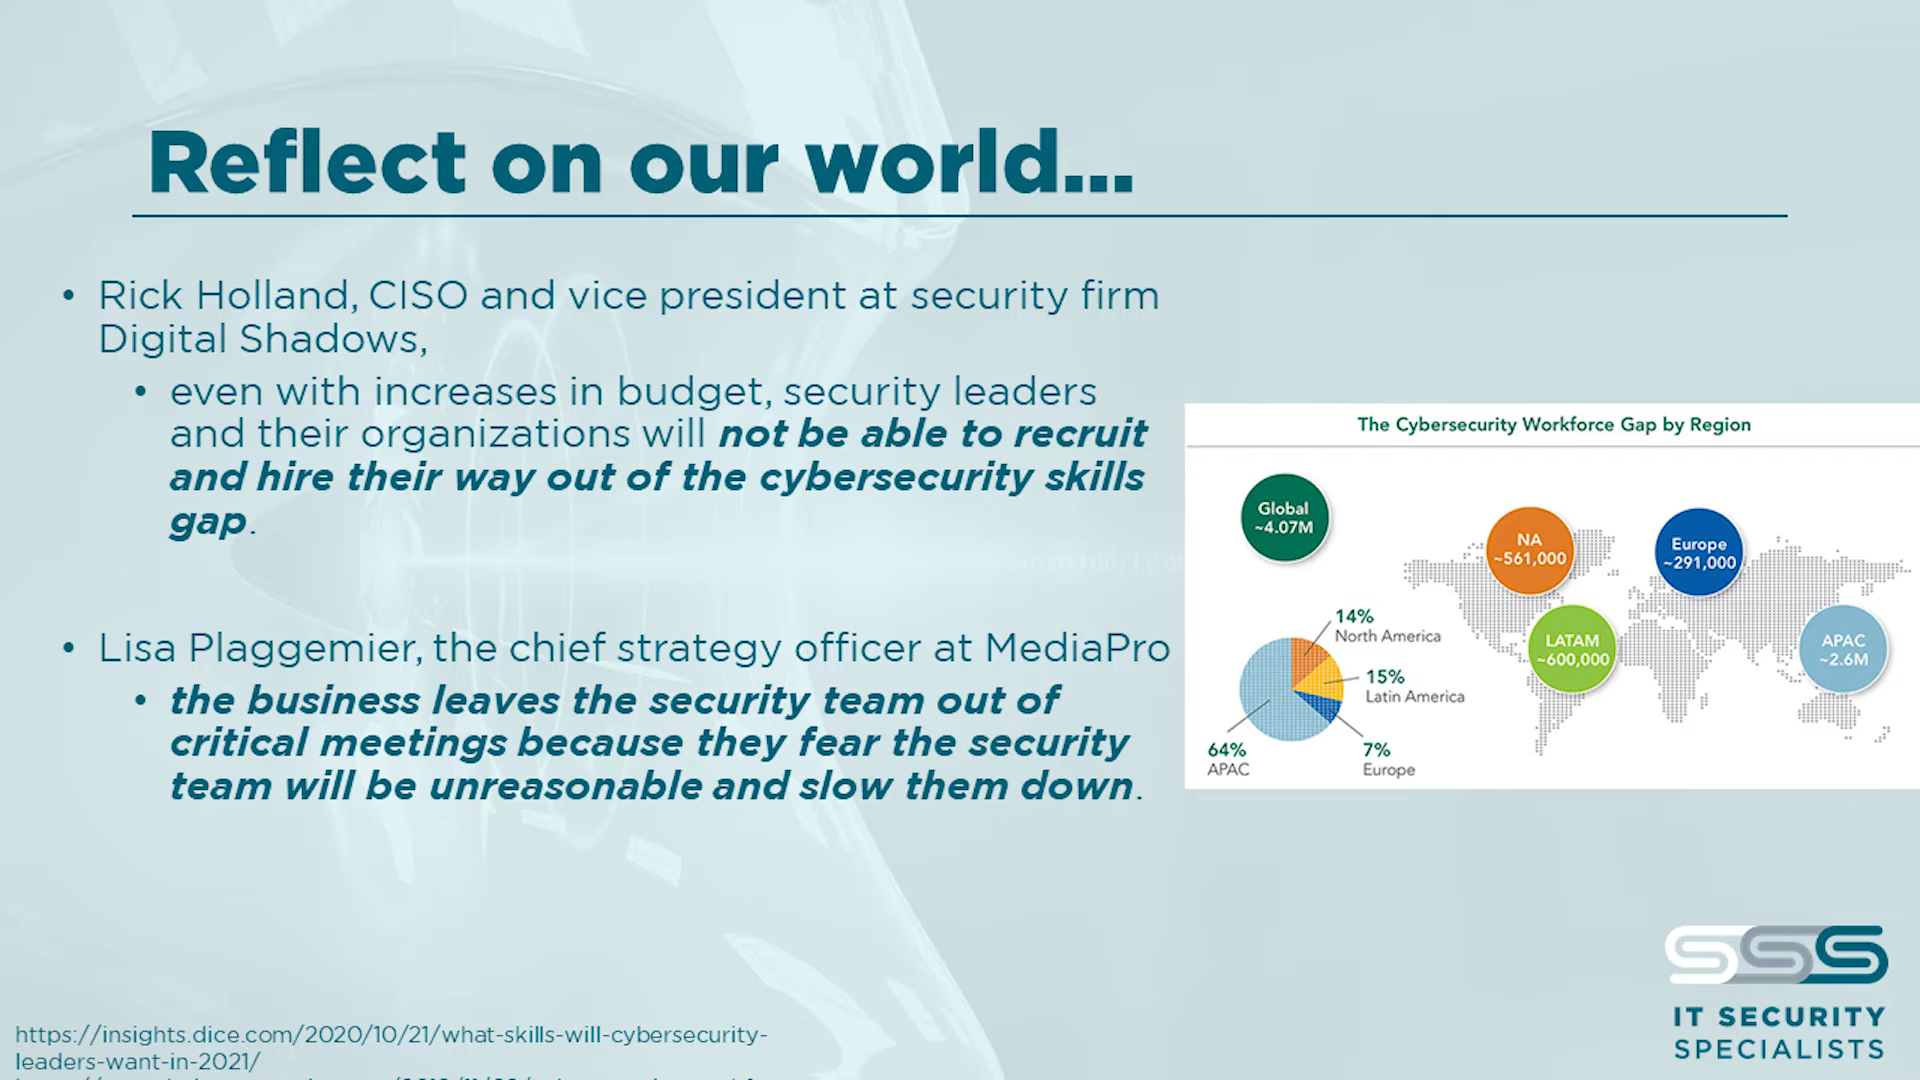 Reflect on our world...
• Rick Holland, CISO and vice president at security firm
Digital Shadows,
• even with increases in budget, security leaders
and their organizations will not be able to recruit
and hire their way out of the cybersecurity skills
gap.
• Lisa Plaggemier, the chief strategy officer at MediaPro
• the business leaves the security team out of
critical meetings because they fear the security
team will be unreasonable and slow them down.
The Cybersecurity Workforce Gap by Region
Global
~4.07M
NA
~561,000
Europe
~291,000
LATAM
~600,000
APAC
~2.6M
14%
North America
15%
Latin America
64%
APAC
7%
Europe
SSS
IT SECURITY
SPECIALISTS
https://insights.dice.com/2020/10/21/what-skills-will-cybersecurity-
leaders-want-in-2021/